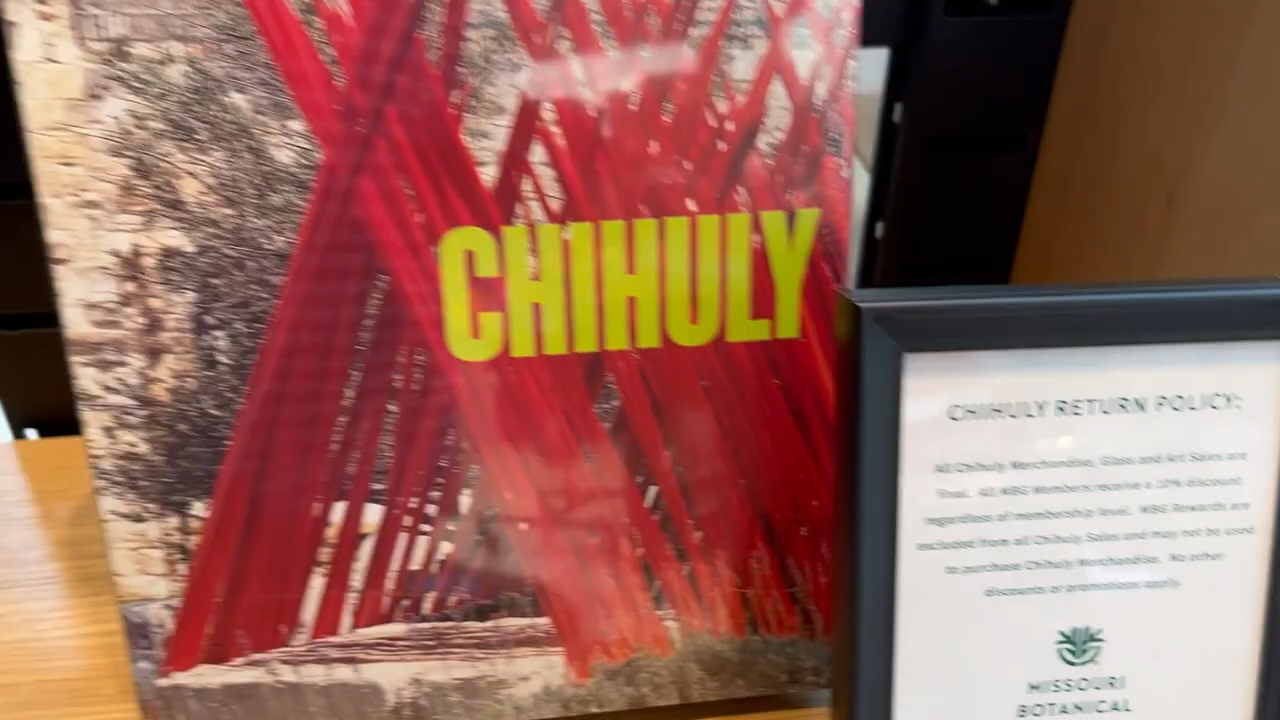 CHIHULY
CHIHULY RETURN POLICY:
All Chihuly Merchandise, Glass and Art Sales are
final. All MBG Members receive a 10% discount
regardless of membership level. MBG Rewards are
excluded from all Chihuly Sales and may not be used
to purchase Chihuly Merchandise. No other
discounts or promotions apply.
MISSOURI
BOTANICAL